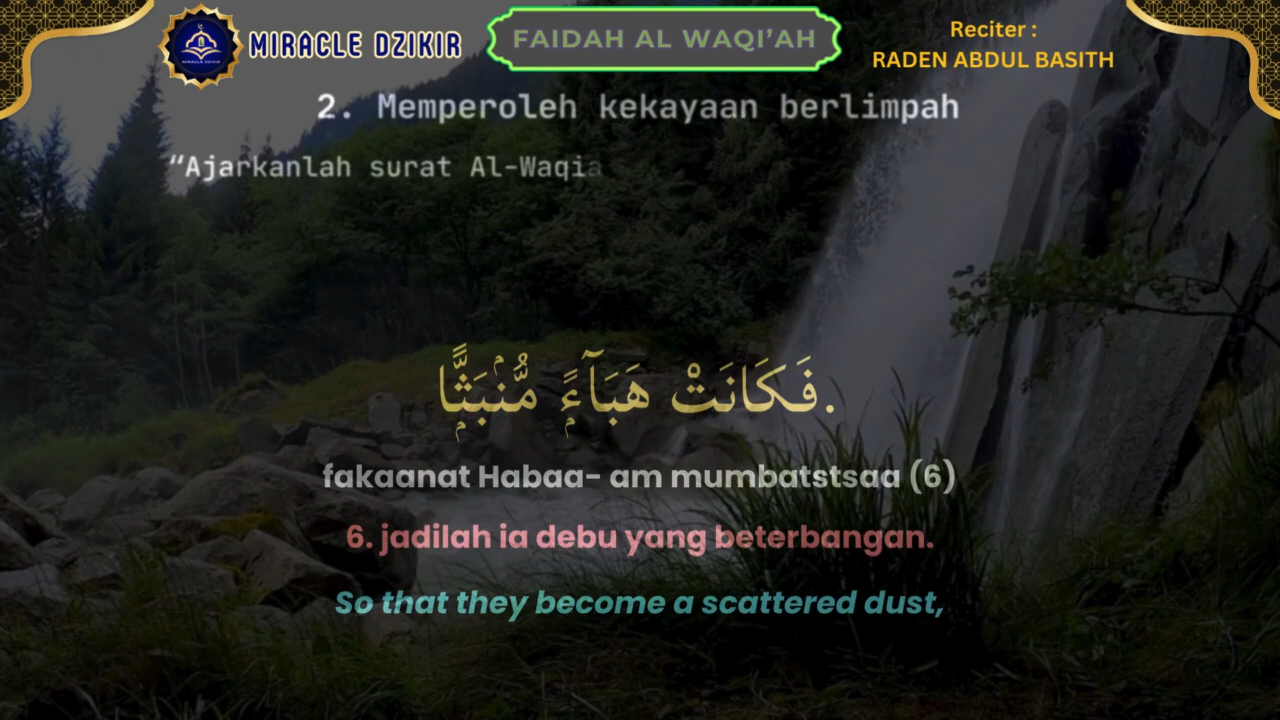 MIRACLE DZIKIR
FAIDAH AL WAQI’AH
Reciter :
RADEN ABDUL BASITH
2. Memperoleh kekayaan berlimpah
“Ajarkanlah surat Al-Waqia
فَكَانَتْ هَبَآءًۭ مُّنۢبَثًّۭا.
fakaanat Habaa- am mumbatstsaa (6)
6. jadilah ia debu yang beterbangan.
So that they become a scattered dust,